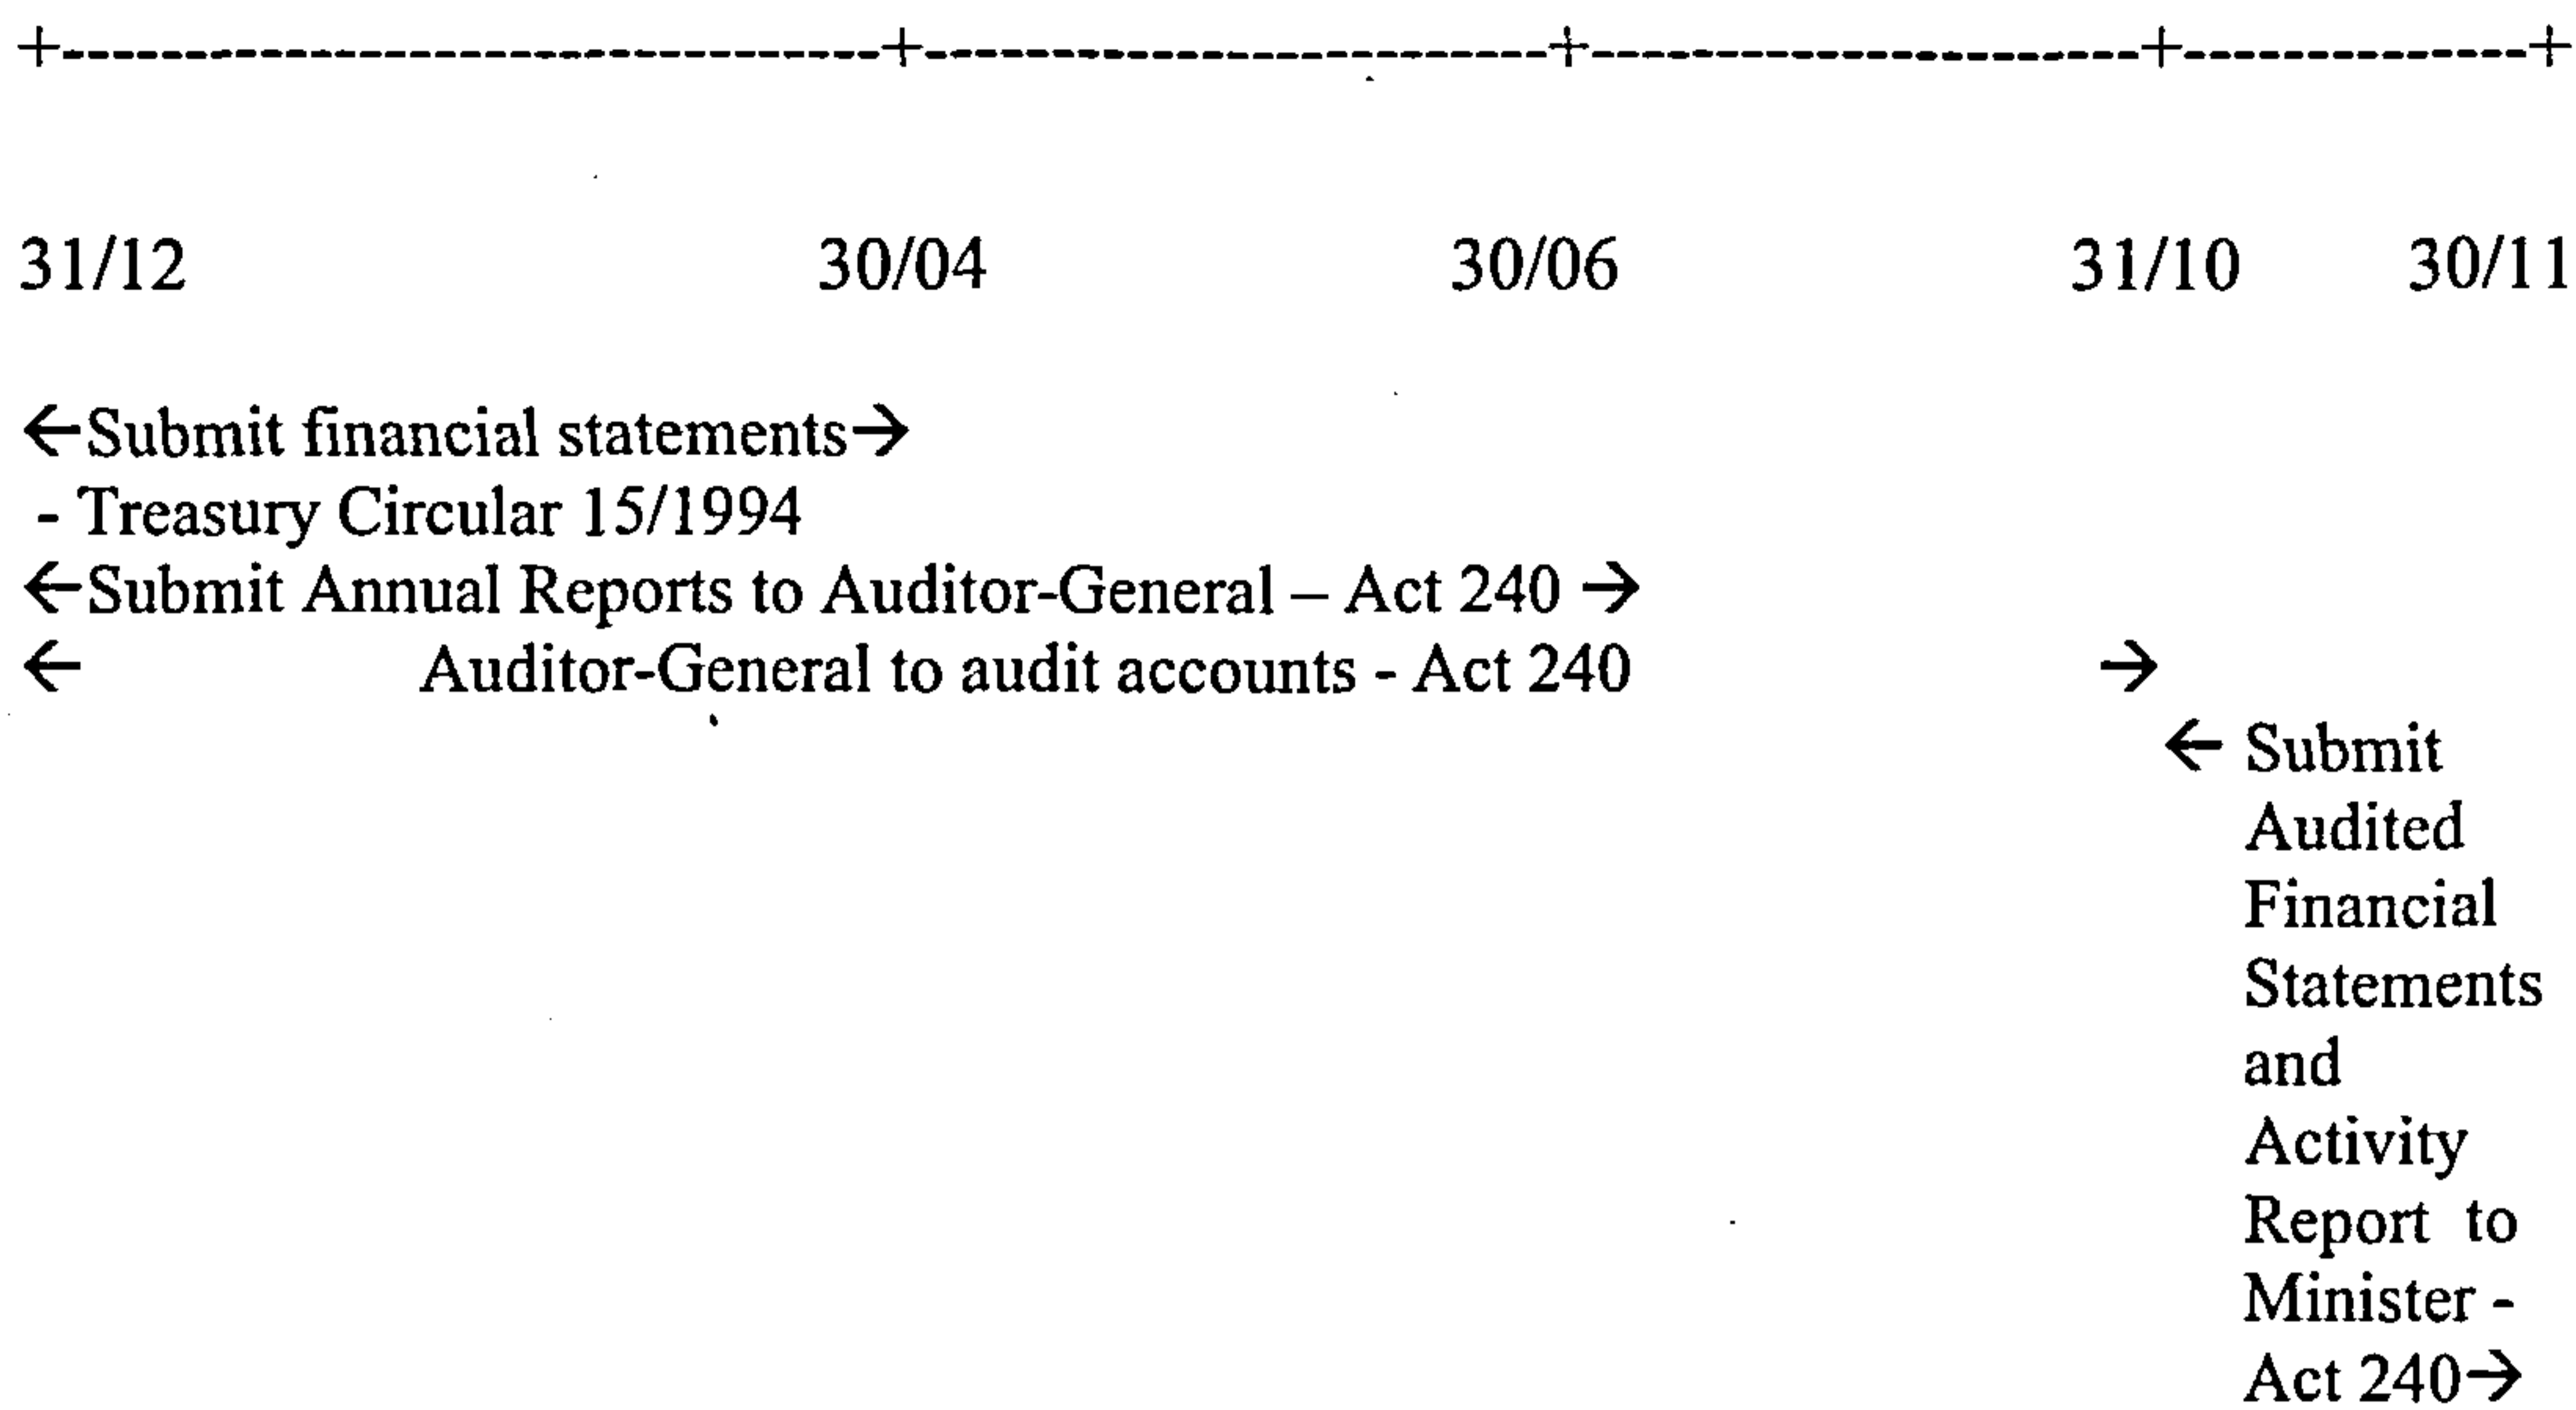 +--------------------------------+------------------------+---------------------+-------------+
31/12 30/04 30/06 31/10 30/11
←Submit financial statements→
- Treasury Circular 15/1994
←Submit Annual Reports to Auditor-General – Act 240 →
← Auditor-General to audit accounts - Act 240 →
← Submit
Audited
Financial
Statements
and
Activity
Report to
Minister -
Act 240→